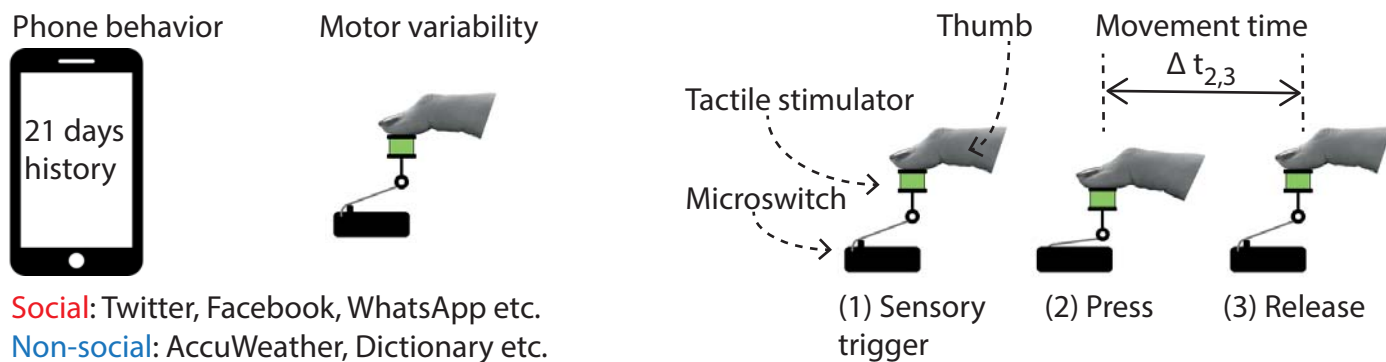 Phone behavior
Motor variability
21 days
history
Social: Twitter, Facebook, WhatsApp etc.
Non-social: AccuWeather, Dictionary etc.
Thumb
Movement time
Δ t2,3
Tactile stimulator
Microswitch
(1) Sensory
trigger
(2) Press
(3) Release